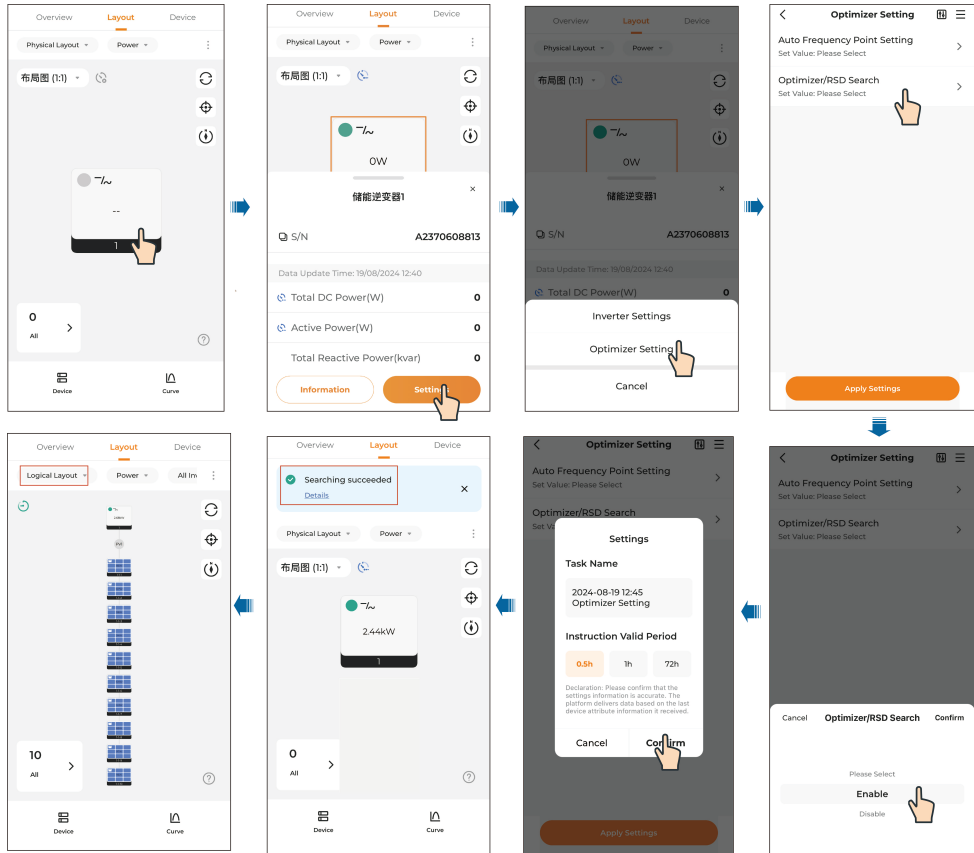 Overview Layout Device
Physical Layout Power
布局图 (1:1)
--
1
0
All
Device Curve
Overview Layout Device
Physical Layout Power
布局图 (1:1)
0W
储能逆变器1
S/N A2370608813
Data Update Time: 19/08/2024 12:40
Total DC Power(W) 0
Active Power(W) 0
Total Reactive Power(kvar) 0
Information Settings
Overview Layout Device
Physical Layout Power
布局图 (1:1)
0W
储能逆变器1
S/N A2370608813
Data Update Time: 19/08/2024 12:40
Total DC Power(W) 0
Inverter Settings
Optimizer Setting
Cancel
Optimizer Setting
Auto Frequency Point Setting
Set Value: Please Select
Optimizer/RSD Search
Set Value: Please Select
Apply Settings
Optimizer Setting
Auto Frequency Point Setting
Set Value: Please Select
Optimizer/RSD Search
Set Value: Please Select
Cancel Optimizer/RSD Search Confirm
Please Select
Enable
Disable
Optimizer Setting
Auto Frequency Point Setting
Set Value: Please Select
Optimizer/RSD Search
Set Va
Settings
Task Name
2024-08-19 12:45
Optimizer Setting
Instruction Valid Period
0.5h 1h 72h
Declaration: Please confirm that the
settings information is accurate. The
platform delivers data based on the last
device attribute information it received.
Cancel Confirm
Apply Settings
Overview Layout Device
Searching succeeded
Details
Physical Layout Power
布局图 (1:1)
2.44kW
1
0
All
Device Curve
Overview Layout Device
Logical Layout Power All In
10
All
Device Curve